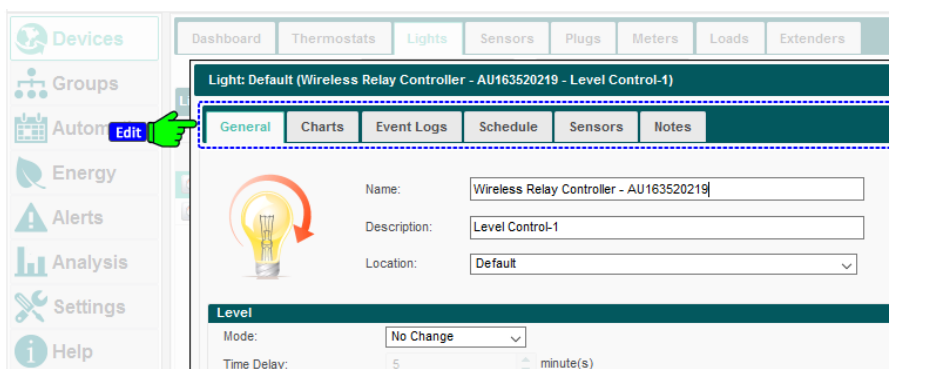 Devices
Dashboard Thermostats Lights Sensors Plugs Meters Loads Extenders
Light: Default (Wireless Relay Controller - AU163520219 - Level Control-1)
Groups
Edit
General Charts Event Logs Schedule Sensors Notes
Energy
Name: Wireless Relay Controller - AU163520219
Alerts
Description: Level Control-1
Analysis
Location: Default
Settings
Level
Mode: No Change
Help
Time Delay: 5 minute(s)